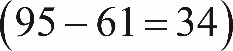 (95 − 61 = 34)